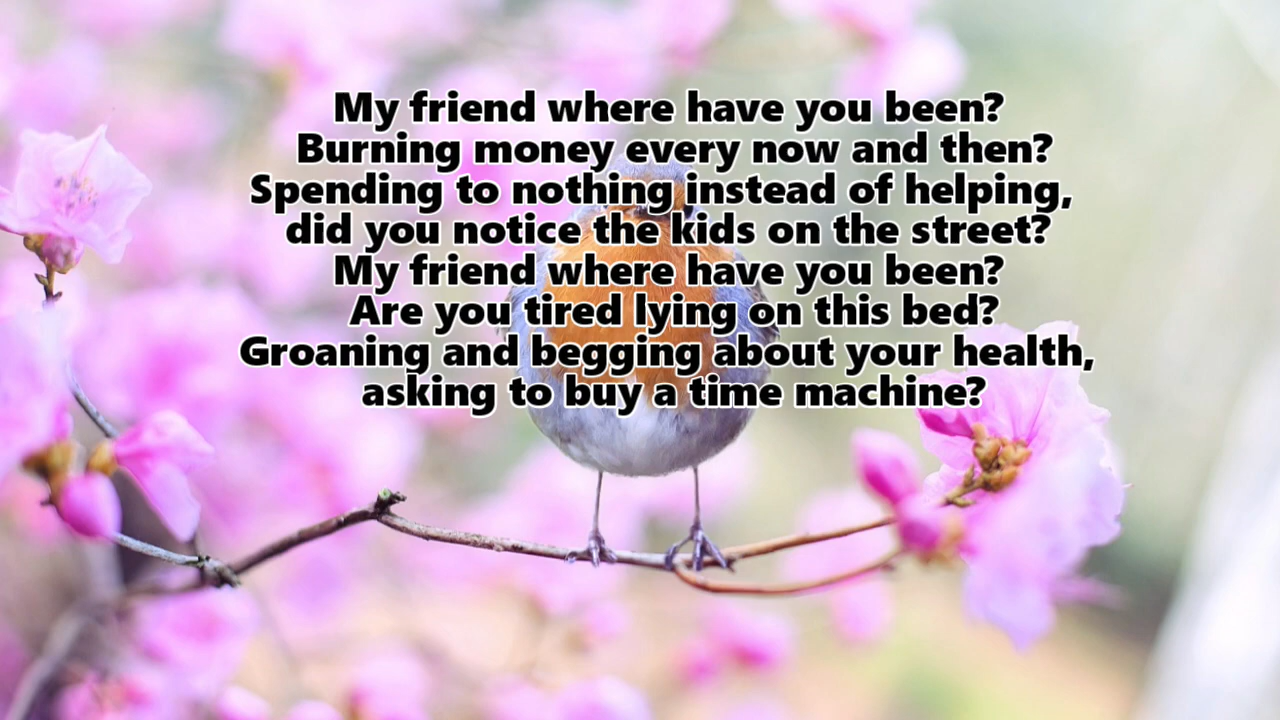 My friend where have you been?
Burning money every now and then?
Spending to nothing instead of helping,
did you notice the kids on the street?
My friend where have you been?
Are you tired lying on this bed?
Groaning and begging about your health,
asking to buy a time machine?